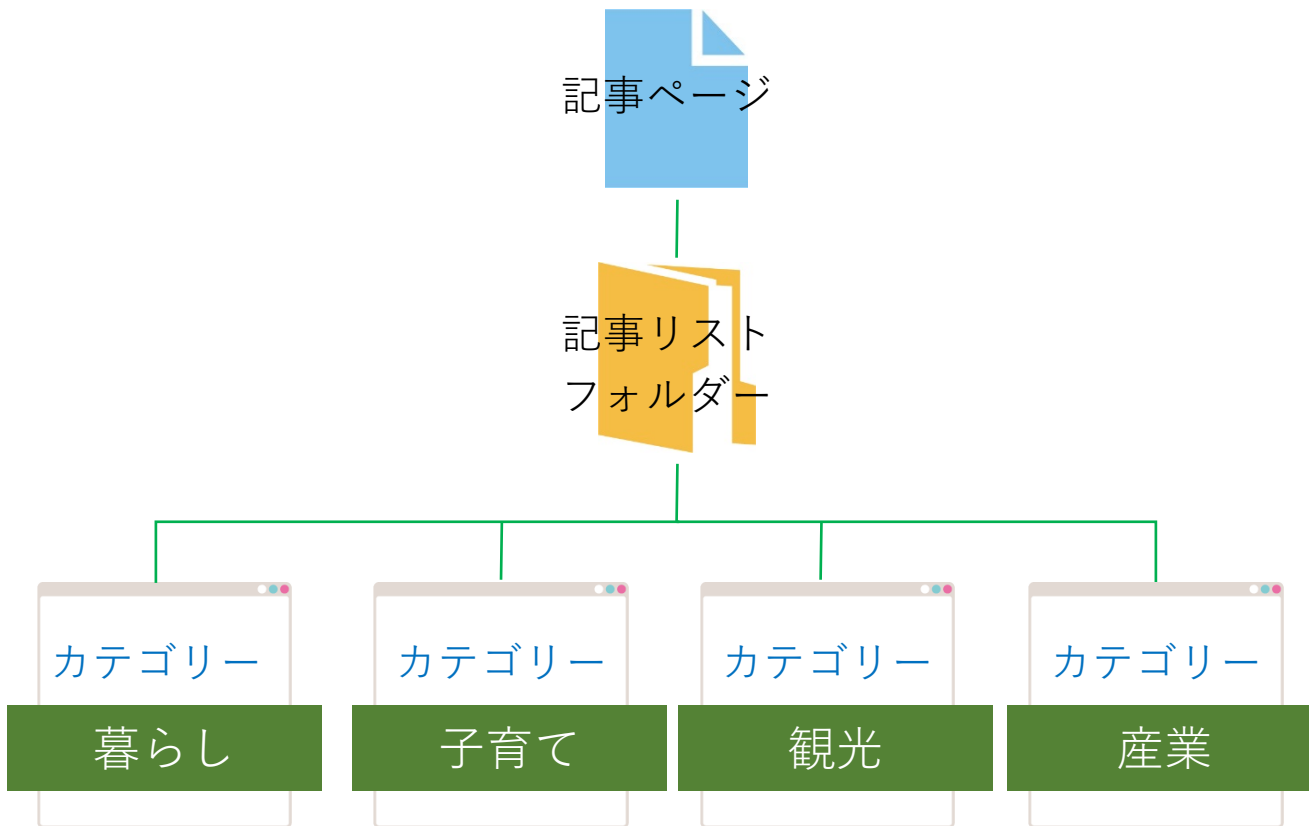 記事ページ
記事リスト
フォルダー
カテゴリー
カテゴリー
カテゴリー
カテゴリー
暮らし
子育て
観光
産業